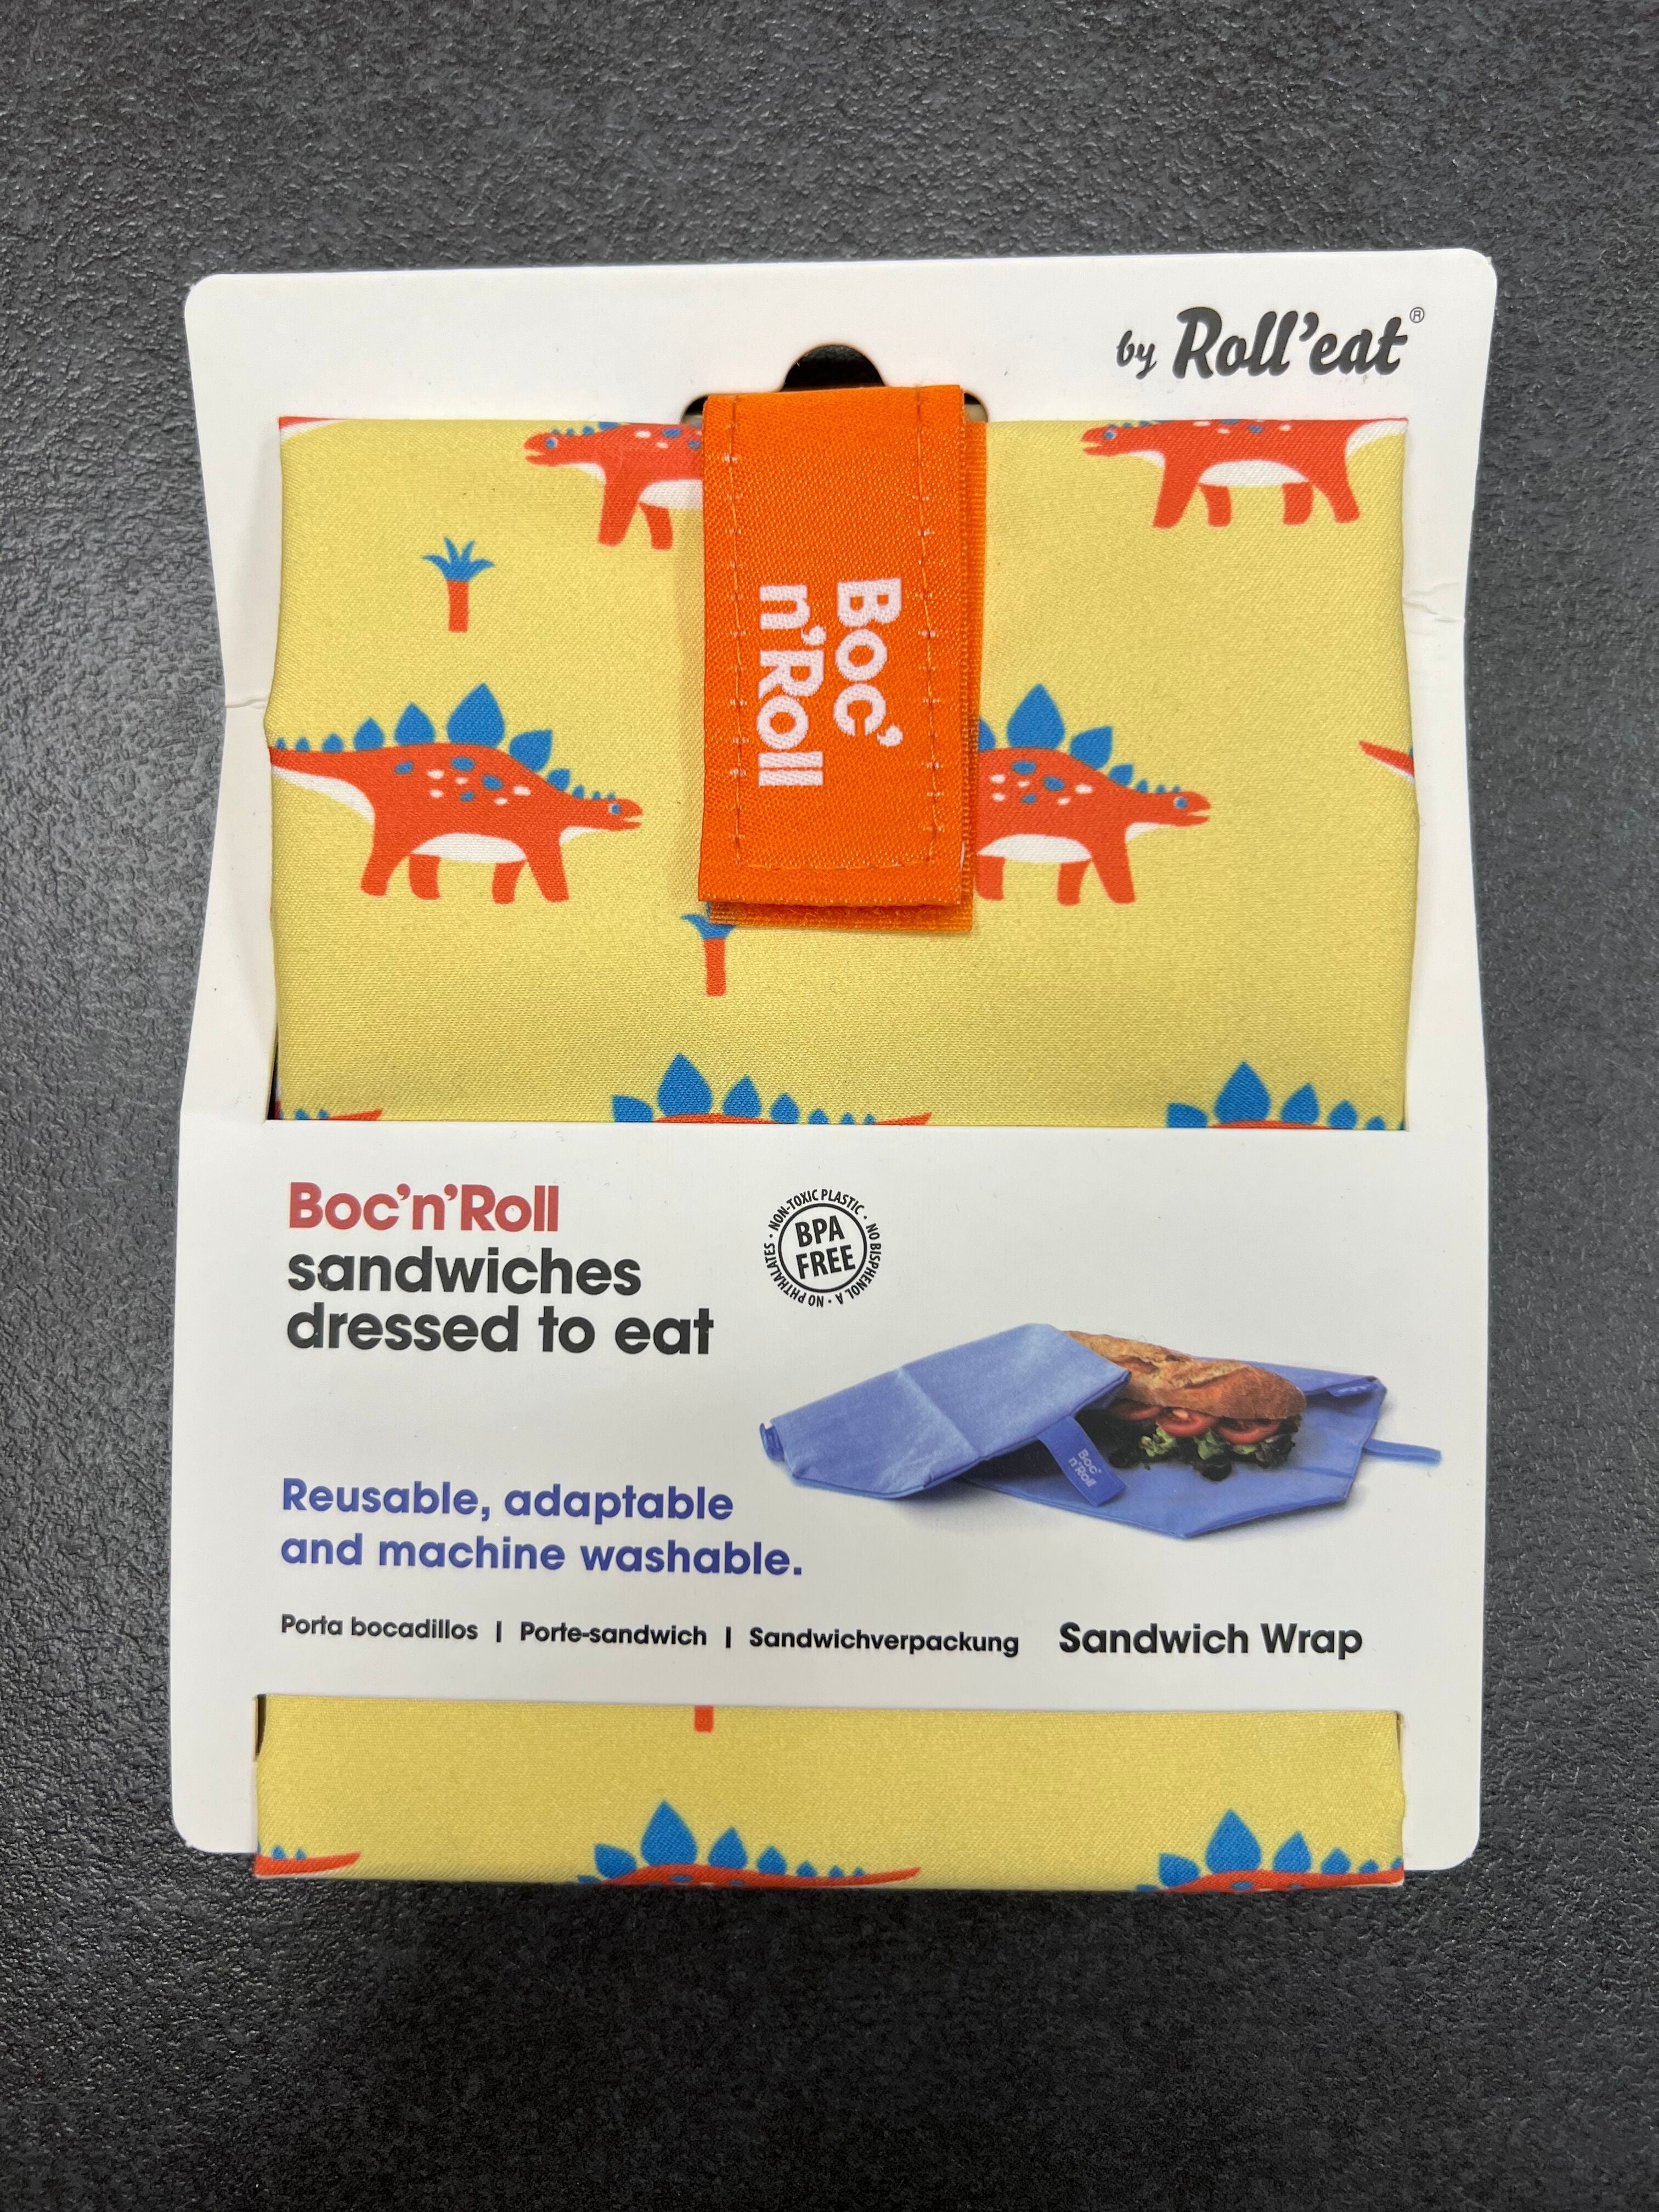 by Roll'eat®
Boc'
n'Roll
Boc'n'Roll
sandwiches
dressed to eat
NON-TOXIC PLASTIC · NO BISPHENOL A · NO PHTHALATES ·
BPA
FREE
Boc'
n'Roll
Reusable, adaptable
and machine washable.
Porta bocadillos | Porte-sandwich | Sandwichverpackung Sandwich Wrap